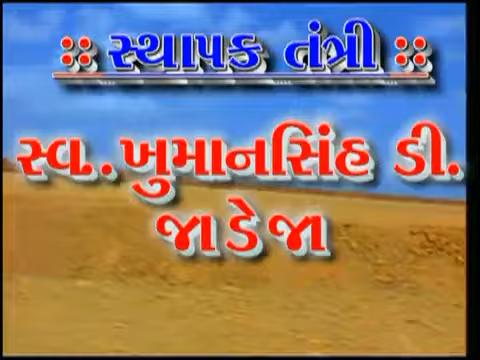 :: સ્થાપક તંત્રી ::
સ્વ..ખુમાનસિંહ ડી.
જાડેજા